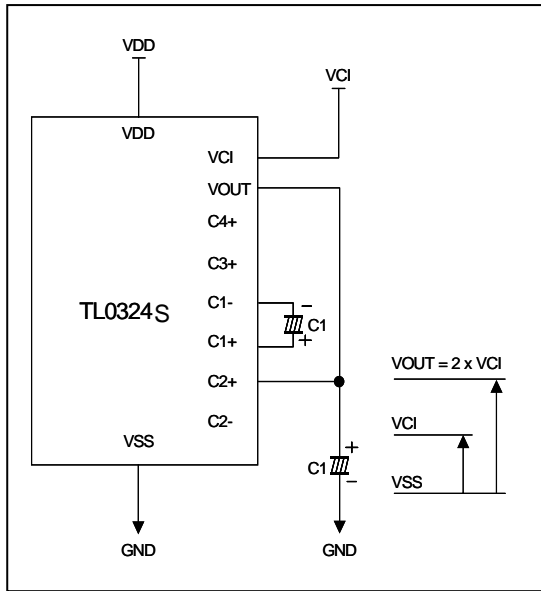 VDD
VCI
VDD
VCI
VOUT
C4+
C3+
C1-
C1+
C2+
C2-
TL0324S
VSS
-
C1
+
+
C1
-
GND
GND
VOUT = 2 x VCI
VCI
VSS